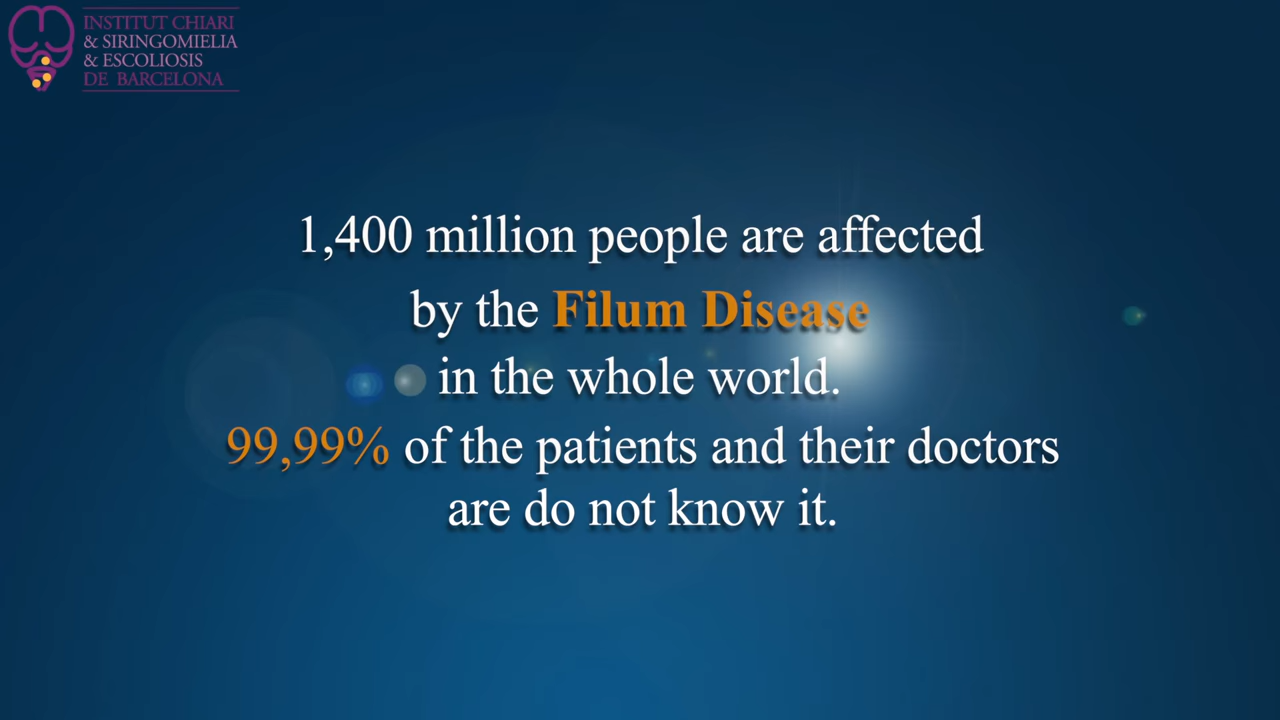 INSTITUT CHIARI
& SIRINGOMIELIA
& ESCOLIOSIS
DE BARCELONA
1,400 million people are affected
by the Filum Disease
in the whole world.
99,99% of the patients and their doctors
are do not know it.